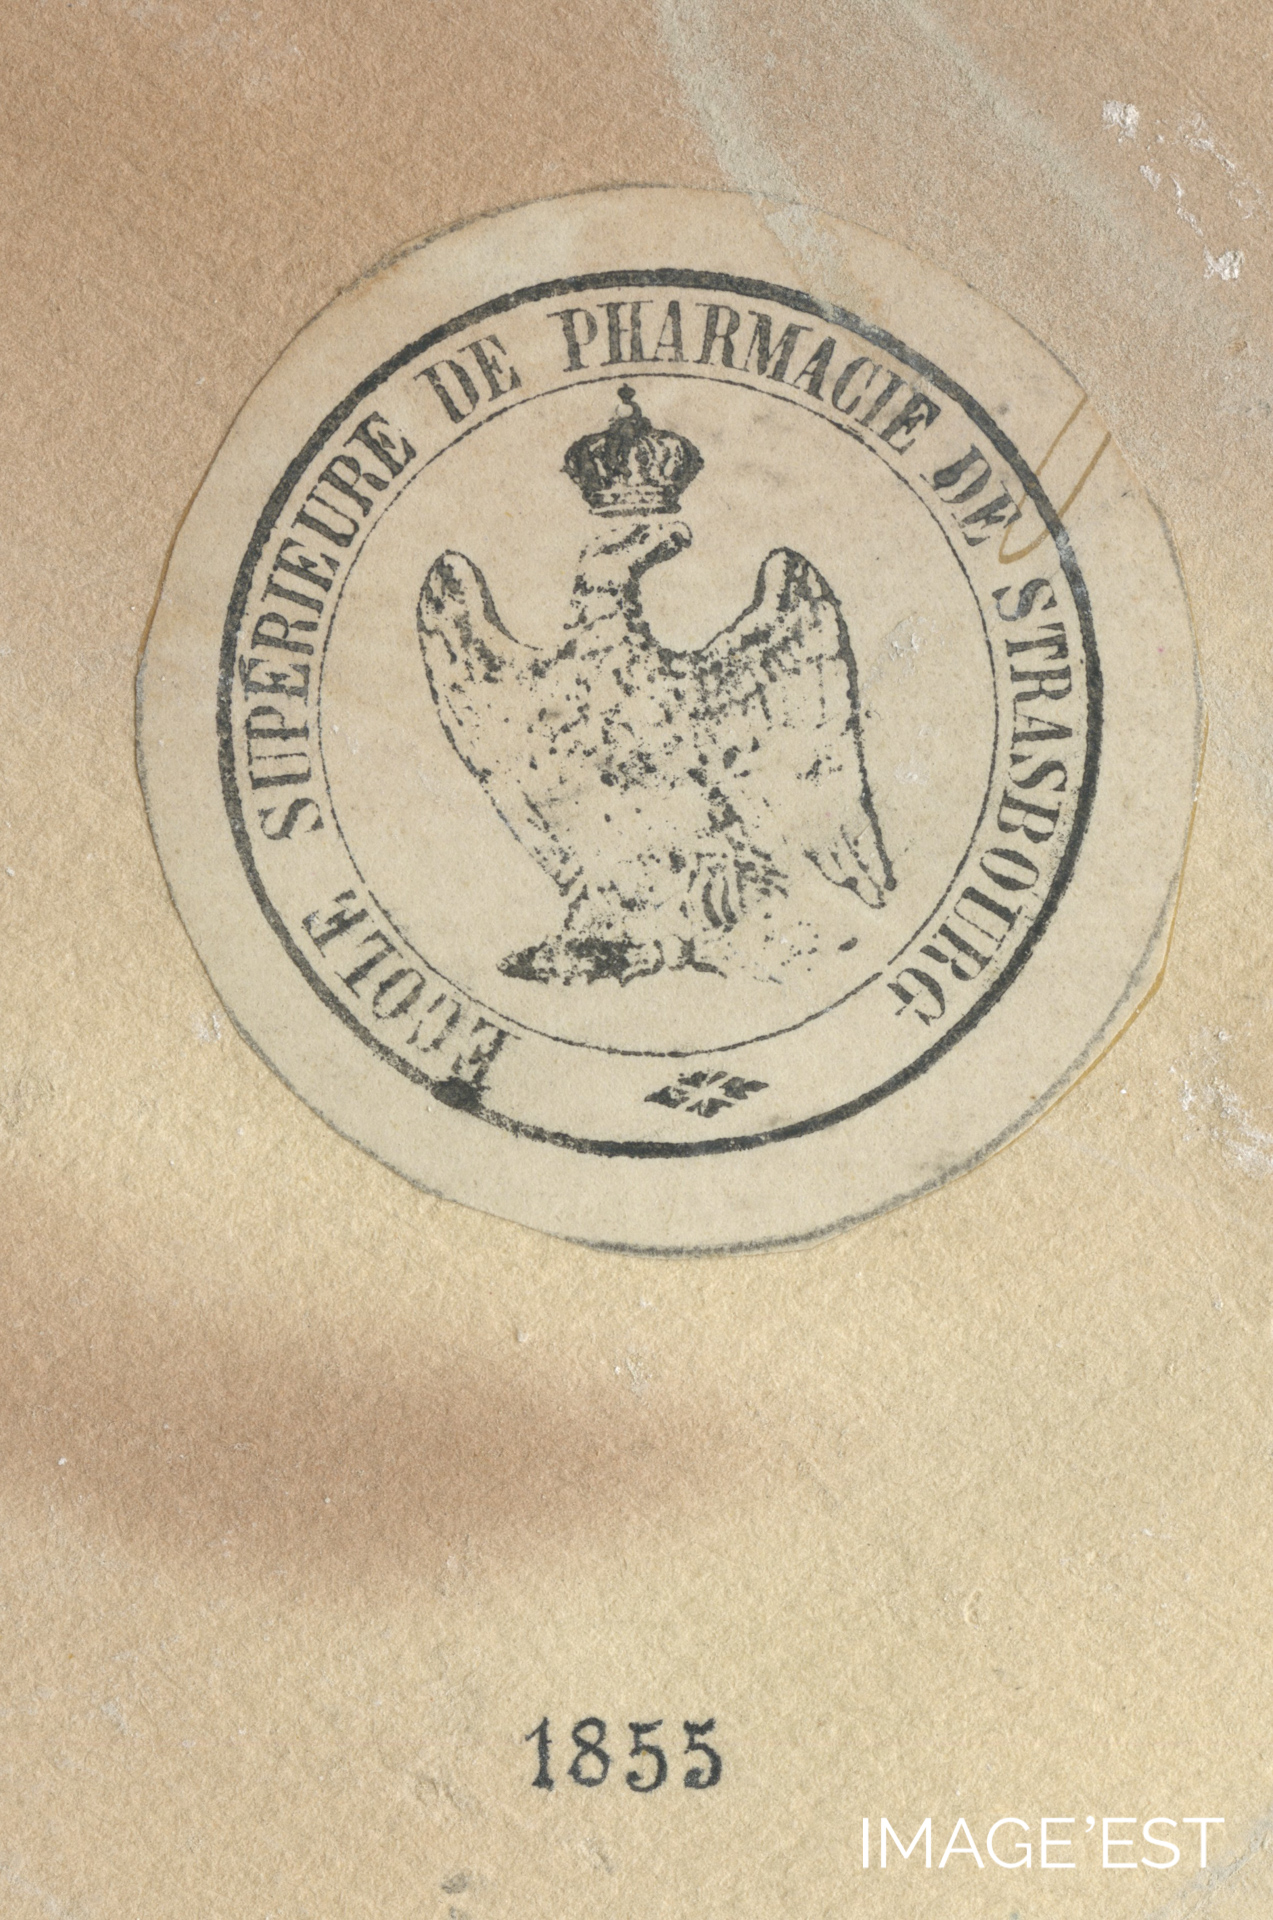 ECOLE SUPÉRIEURE DE PHARMACIE DE STRASBOURG
1855
IMAGE'EST